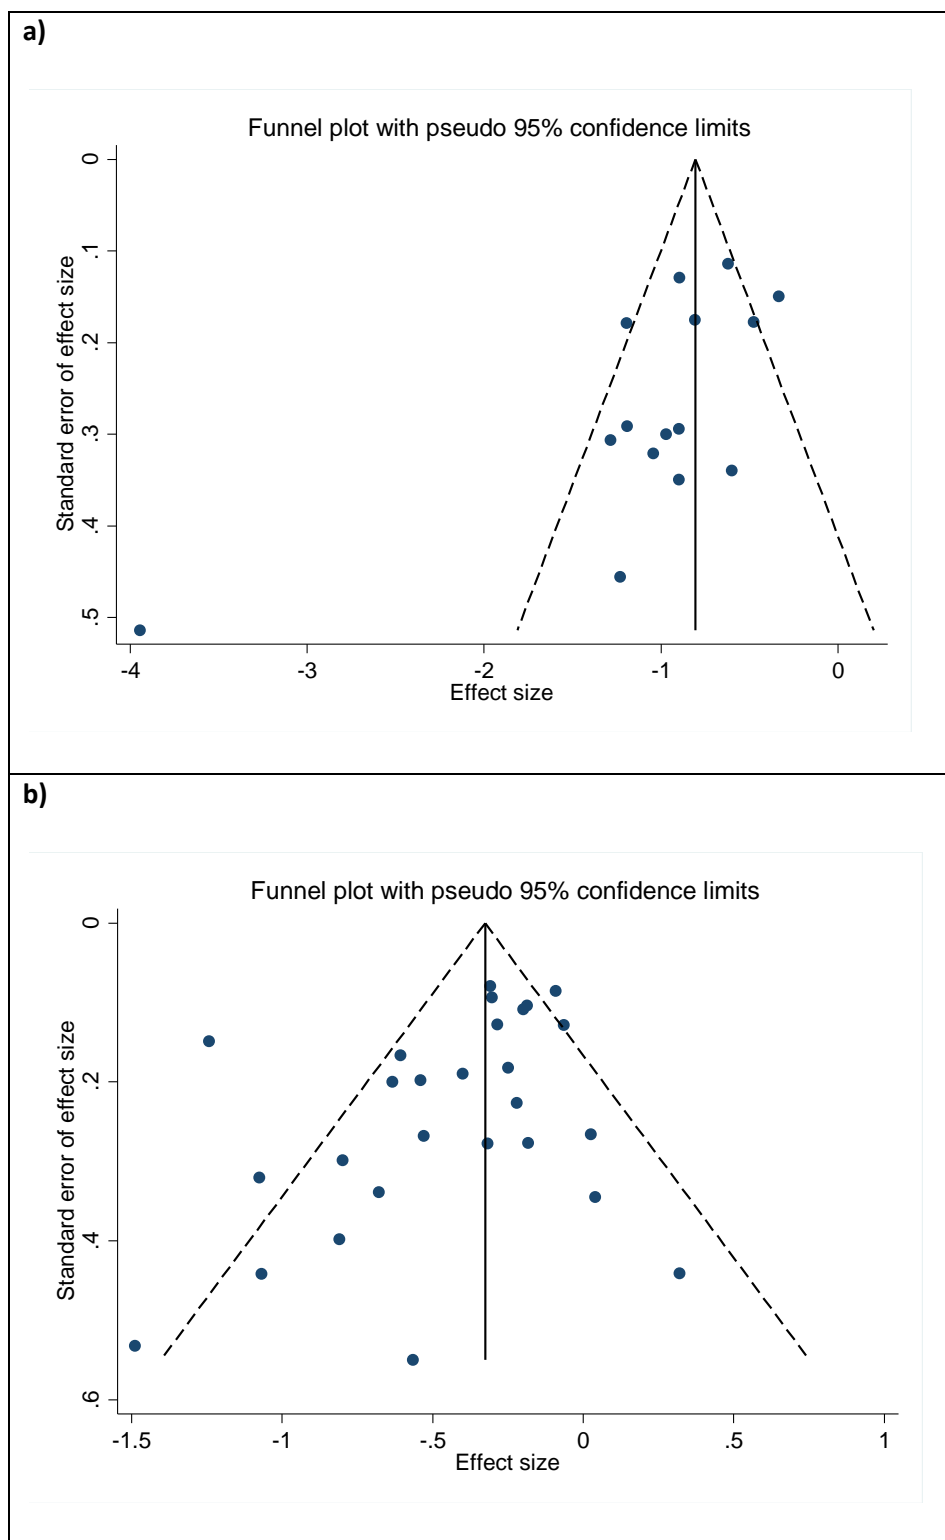 a)
Funnel plot with pseudo 95% confidence limits
Standard error of effect size
0
.1
.2
.3
.4
.5
-4
-3
-2
-1
0
Effect size
b)
Funnel plot with pseudo 95% confidence limits
Standard error of effect size
0
.2
.4
.6
-1.5
-1
-.5
0
.5
1
Effect size